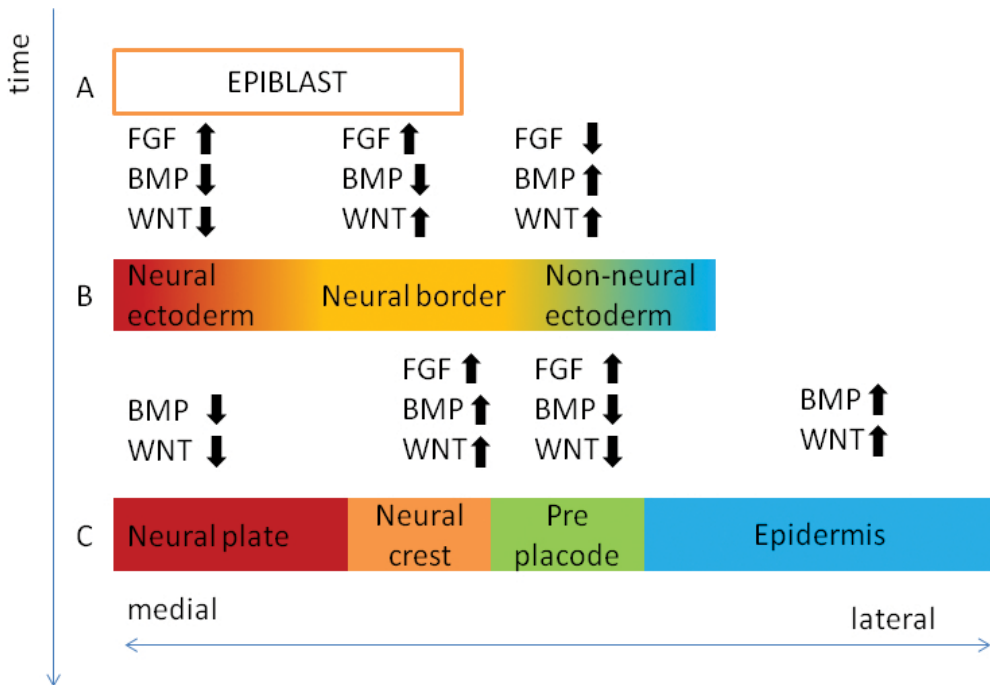 time
A
EPIBLAST
FGF FGF FGF
BMP BMP BMP
WNT WNT WNT
B
Neural
ectoderm
Neural border
Non-neural
ectoderm
FGF FGF
BMP BMP BMP BMP
WNT WNT WNT WNT
C
Neural plate
Neural
crest
Pre
placode
Epidermis
medial
lateral